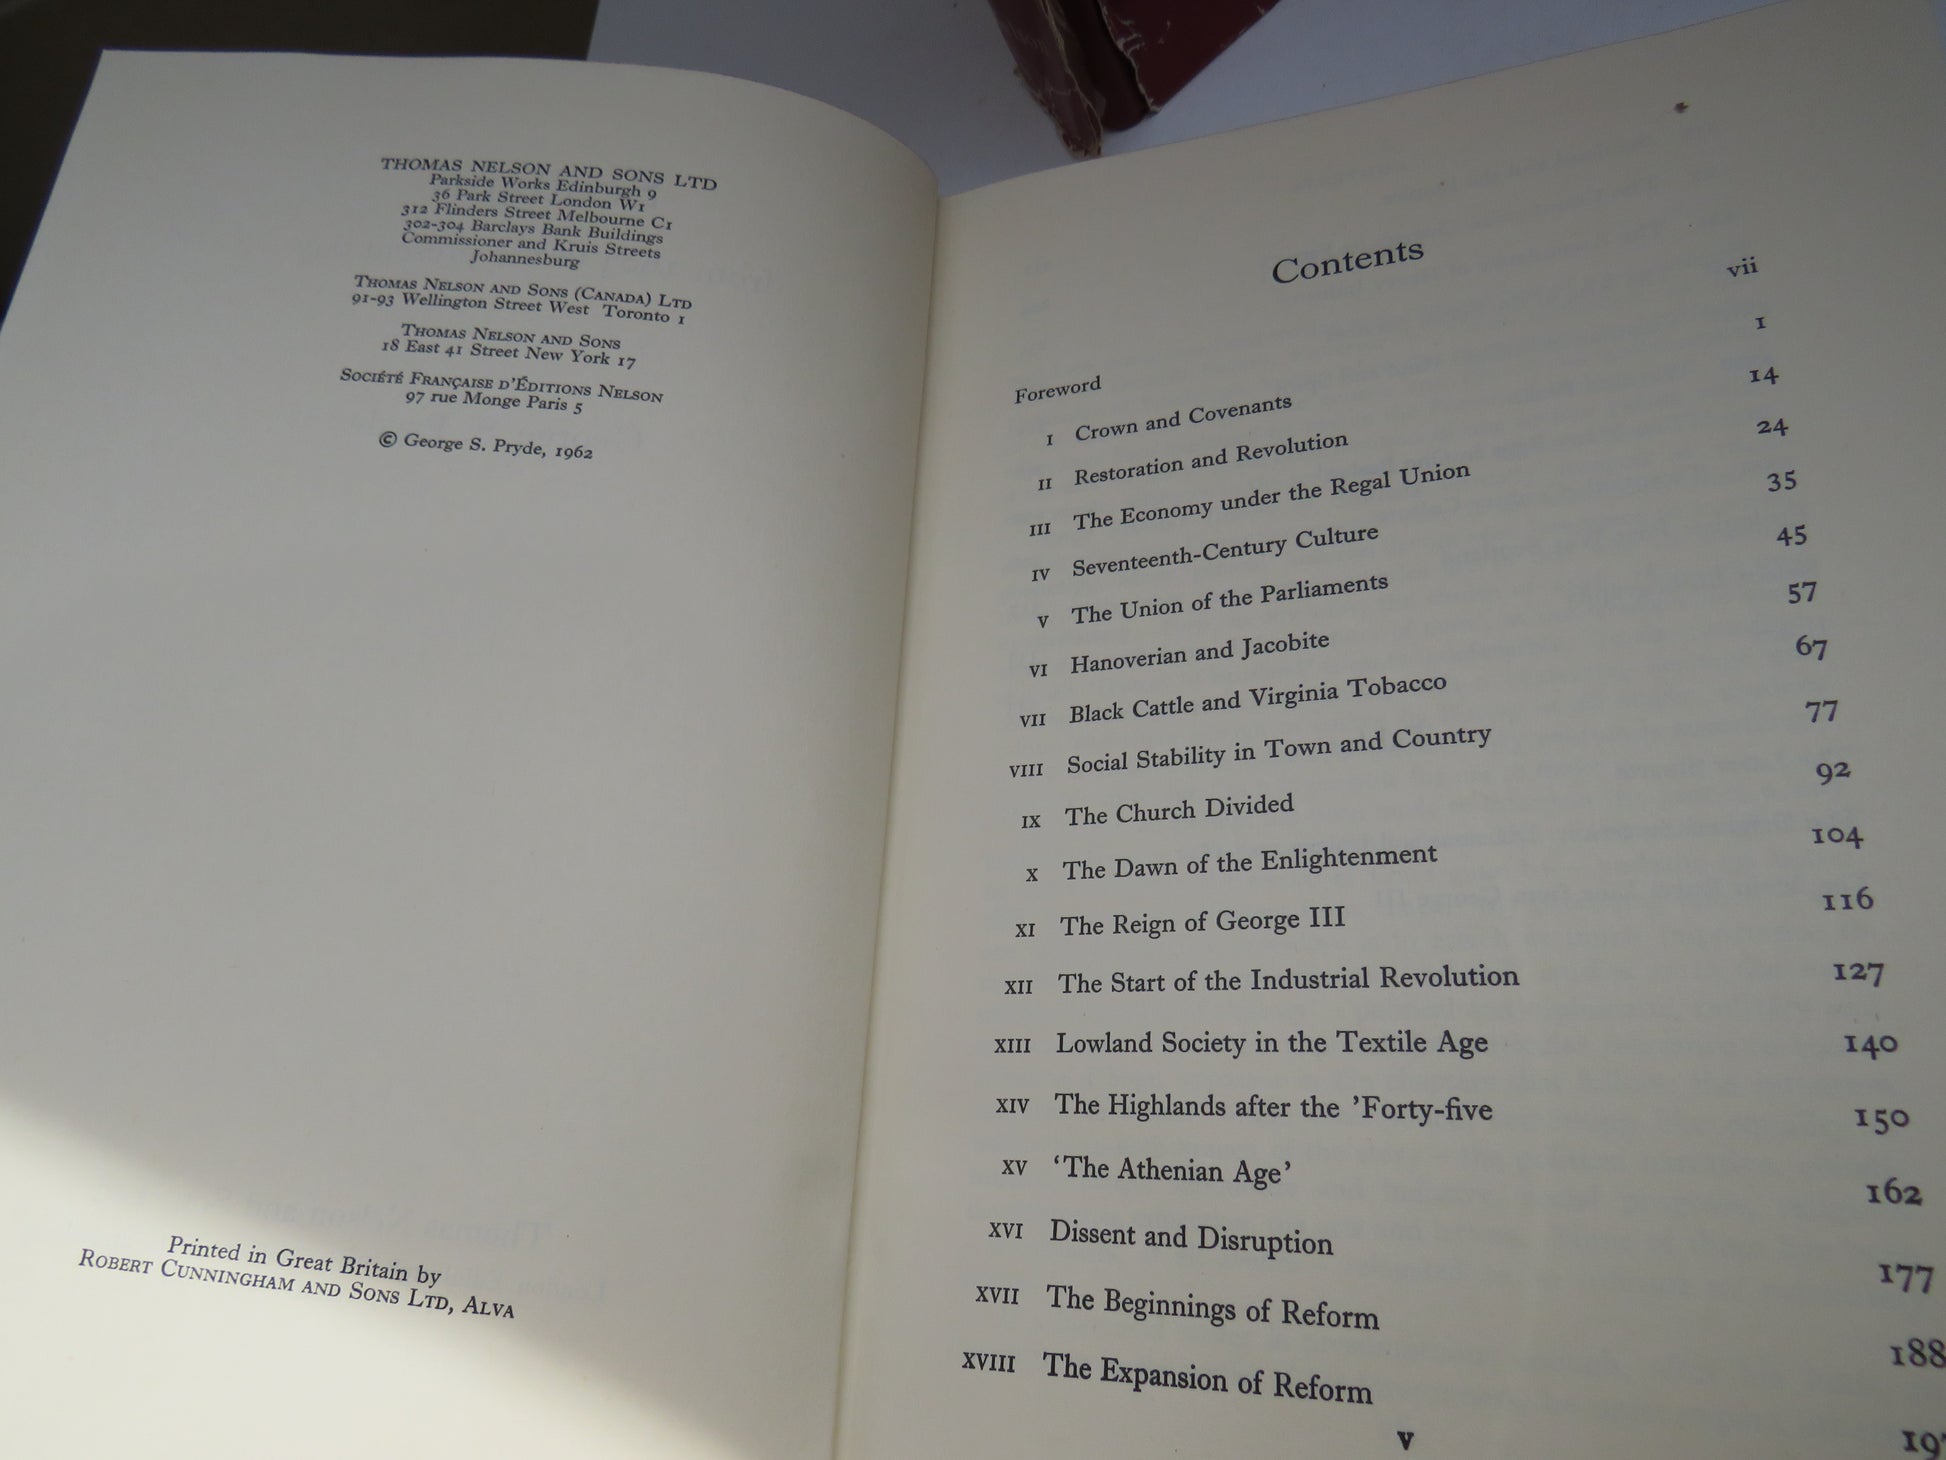 THOMAS NELSON AND SONS LTD
Parkside Works Edinburgh 9
36 Park Street London W1
312 Flinders Street Melbourne C1
302-304 Barclays Bank Buildings
Commissioner and Kruis Streets
Johannesburg
THOMAS NELSON AND SONS (CANADA) LTD
91-93 Wellington Street West Toronto 1
THOMAS NELSON AND SONS
18 East 41 Street New York 17
SOCIÉTÉ FRANÇAISE D'ÉDITIONS NELSON
97 rue Monge Paris 5
© George S. Pryde, 1962
Printed in Great Britain by
ROBERT CUNNINGHAM AND SONS LTD, ALVA
Contents
Foreword vii
I Crown and Covenants 1
II Restoration and Revolution 14
III The Economy under the Regal Union 24
IV Seventeenth-Century Culture 35
V The Union of the Parliaments 45
VI Hanoverian and Jacobite 57
VII Black Cattle and Virginia Tobacco 67
VIII Social Stability in Town and Country 77
IX The Church Divided 92
X The Dawn of the Enlightenment 104
XI The Reign of George III 116
XII The Start of the Industrial Revolution 127
XIII Lowland Society in the Textile Age 140
XIV The Highlands after the ’Forty-five 150
XV ‘The Athenian Age’ 162
XVI Dissent and Disruption 177
XVII The Beginnings of Reform 188
XVIII The Expansion of Reform
v